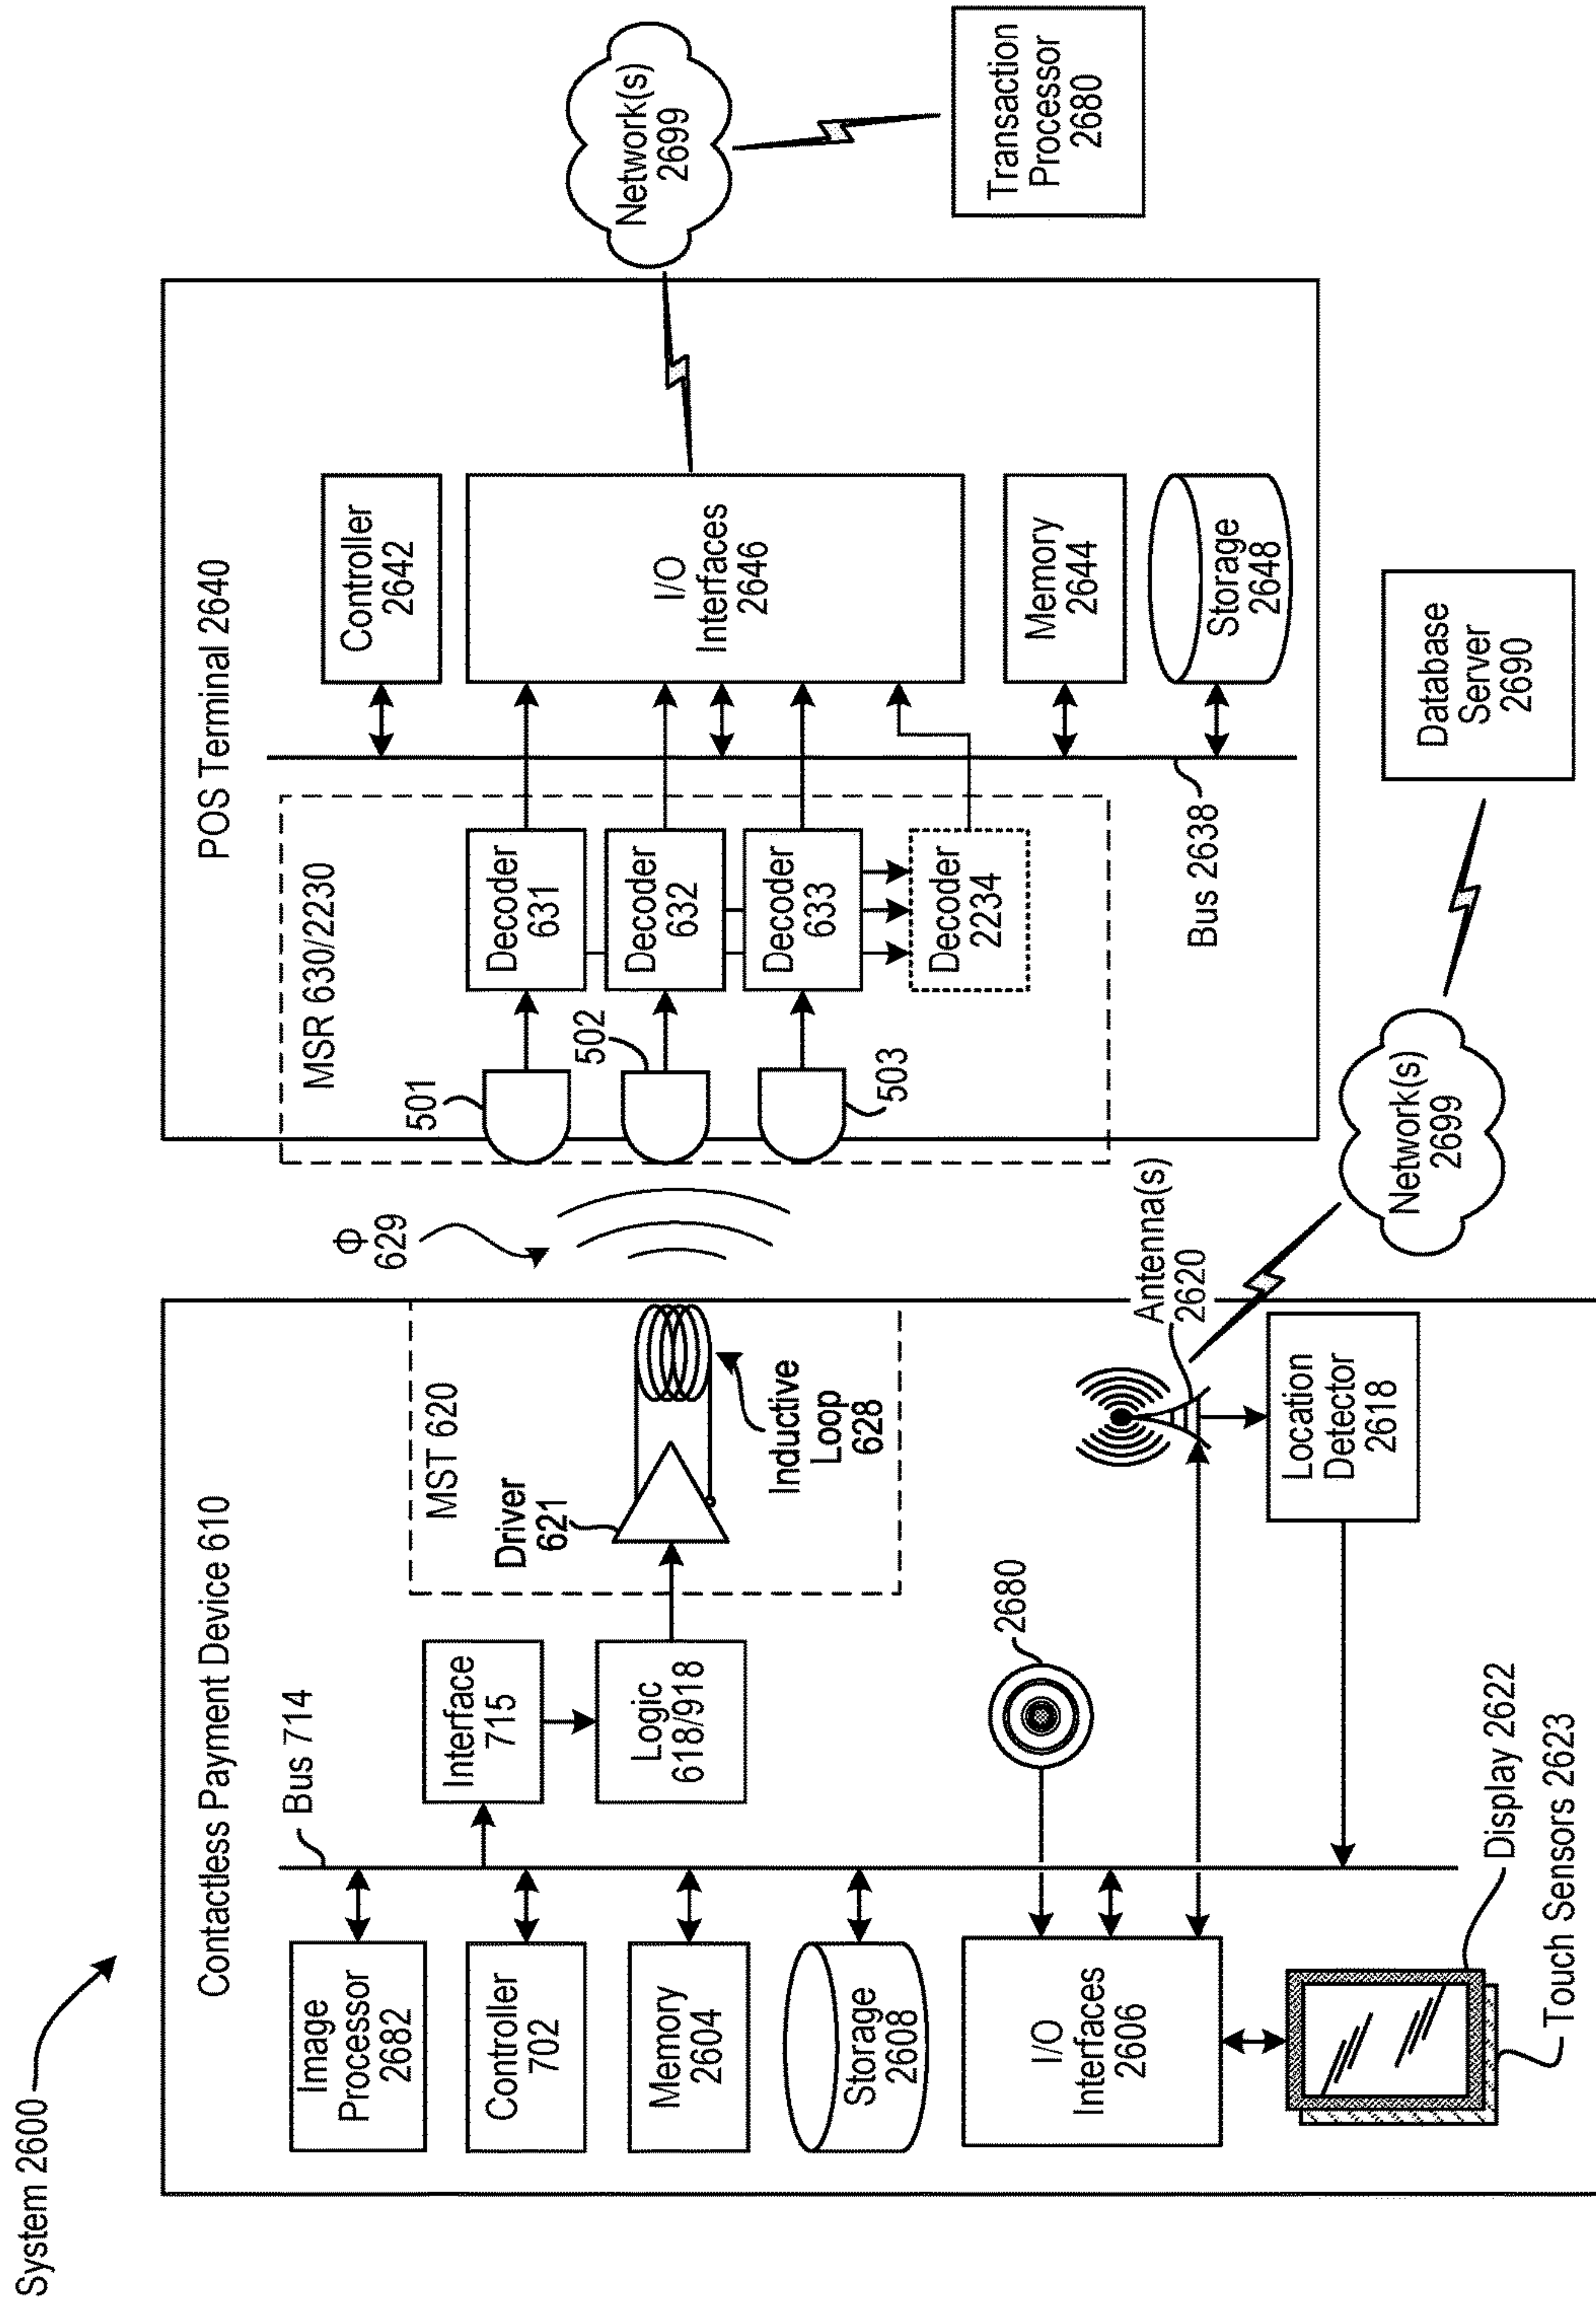 System 2600
Contactless Payment Device 610
Bus 714
Image
Processor
2682
Controller
702
Memory
2604
Storage
2608
I/O
Interfaces
2606
Display 2622
Touch Sensors 2623
Interface
715
Logic
618/918
2680
MST 620
Driver
621
Inductive
Loop
628
Antenna(s)
2620
Location
Detector
2618
Φ
629
POS Terminal 2640
MSR 630/2230
501
502
503
Decoder
631
Decoder
632
Decoder
633
Decoder
2234
Bus 2638
Controller
2642
I/O
Interfaces
2646
Memory
2644
Storage
2648
Network(s)
2699
Transaction
Processor
2680
Network(s)
2699
Database
Server
2690